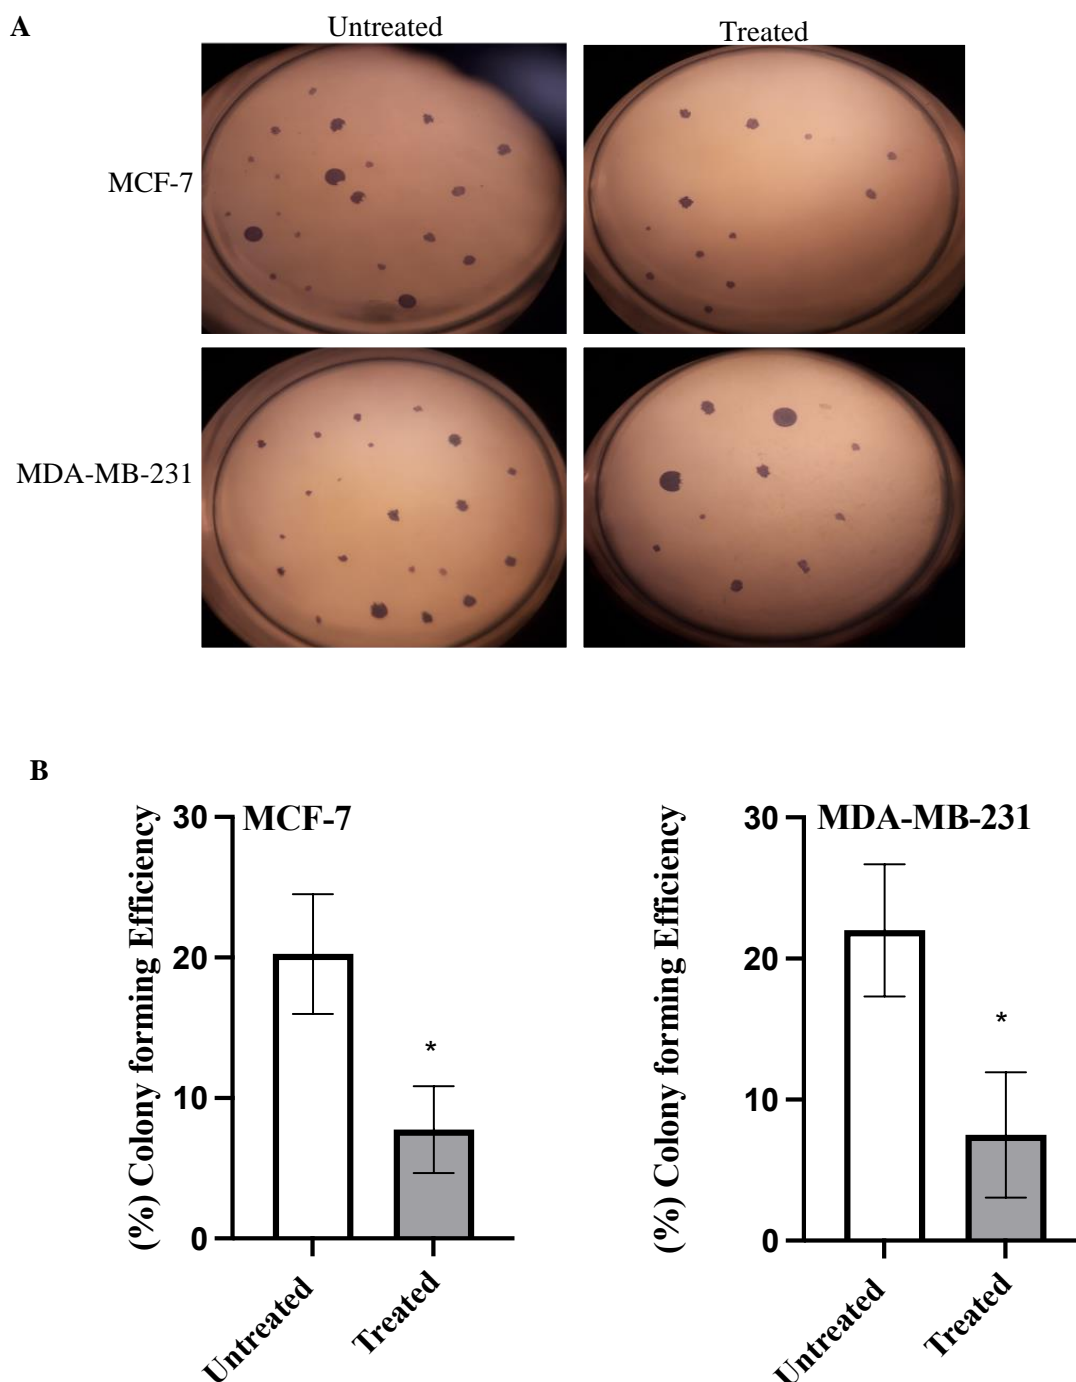 A
Untreated
Treated
MCF-7
MDA-MB-231
B
(%) Colony forming Efficiency
30
20
10
0
MCF-7
*
Untreated
Treated
(%) Colony forming Efficiency
30
20
10
0
MDA-MB-231
*
Untreated
Treated